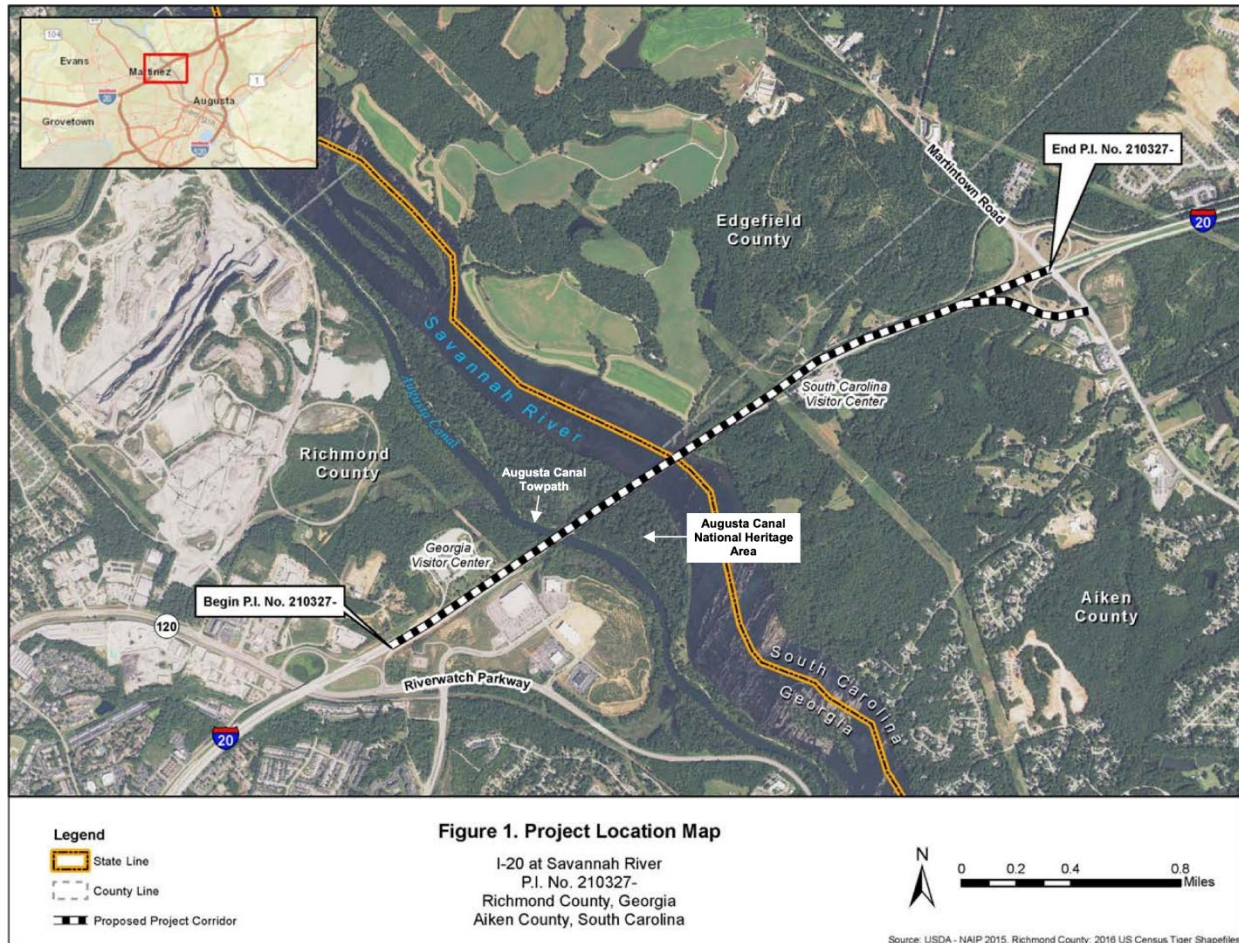 104
Evans
Martinez
1
20
Augusta
Grovetown
520
End P.I. No. 210327-
Martintown Road
20
Edgefield
County
Savannah River
Augusta Canal
South Carolina
Visitor Center
Richmond
County
Augusta Canal
Towpath
Augusta Canal
National Heritage
Area
Georgia
Visitor Center
Begin P.I. No. 210327-
Aiken
County
120
Riverwatch Parkway
South Carolina
Georgia
20
Legend
State Line
County Line
Proposed Project Corridor
Figure 1. Project Location Map
I-20 at Savannah River
P.I. No. 210327-
Richmond County, Georgia
Aiken County, South Carolina
N
0 0.2 0.4 0.8
Miles
Source: USDA - NAIP 2015, Richmond County; 2016 US Census Tiger Shapefiles